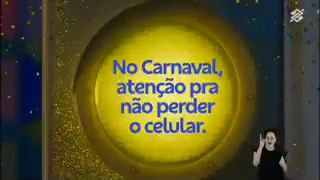 No Carnaval,
atenção pra
não perder
o celular.